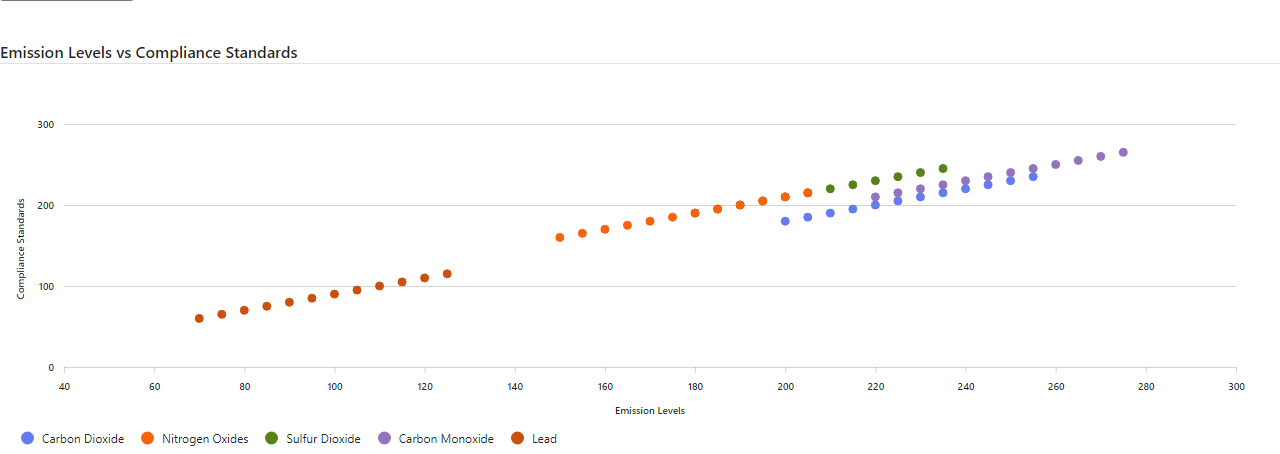 Emission Levels vs Compliance Standards
Compliance Standards
300
200
100
0
40 60 80 100 120 140 160 180 200 220 240 260 280 300
Emission Levels
Carbon Dioxide Nitrogen Oxides Sulfur Dioxide Carbon Monoxide Lead